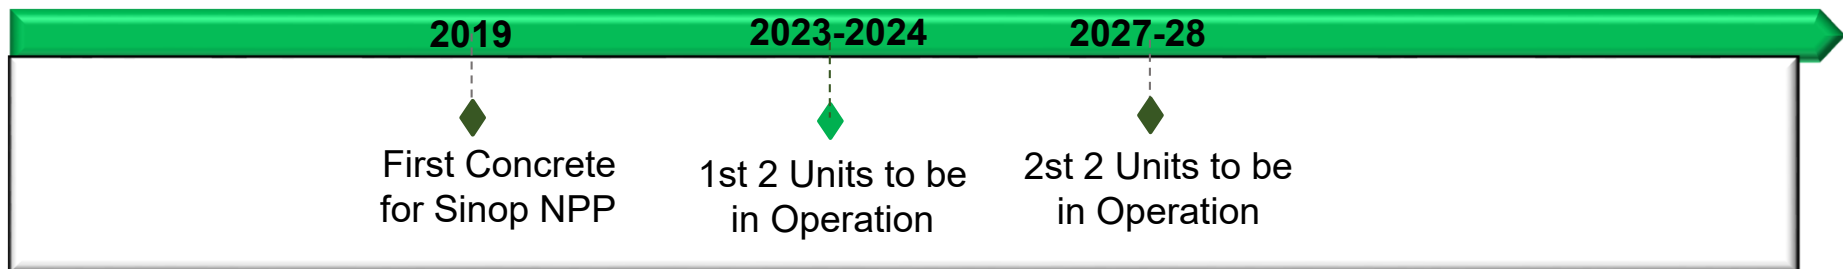 2019
2023-2024
2027-28
First Concrete
for Sinop NPP
1st 2 Units to be
in Operation
2st 2 Units to be
in Operation